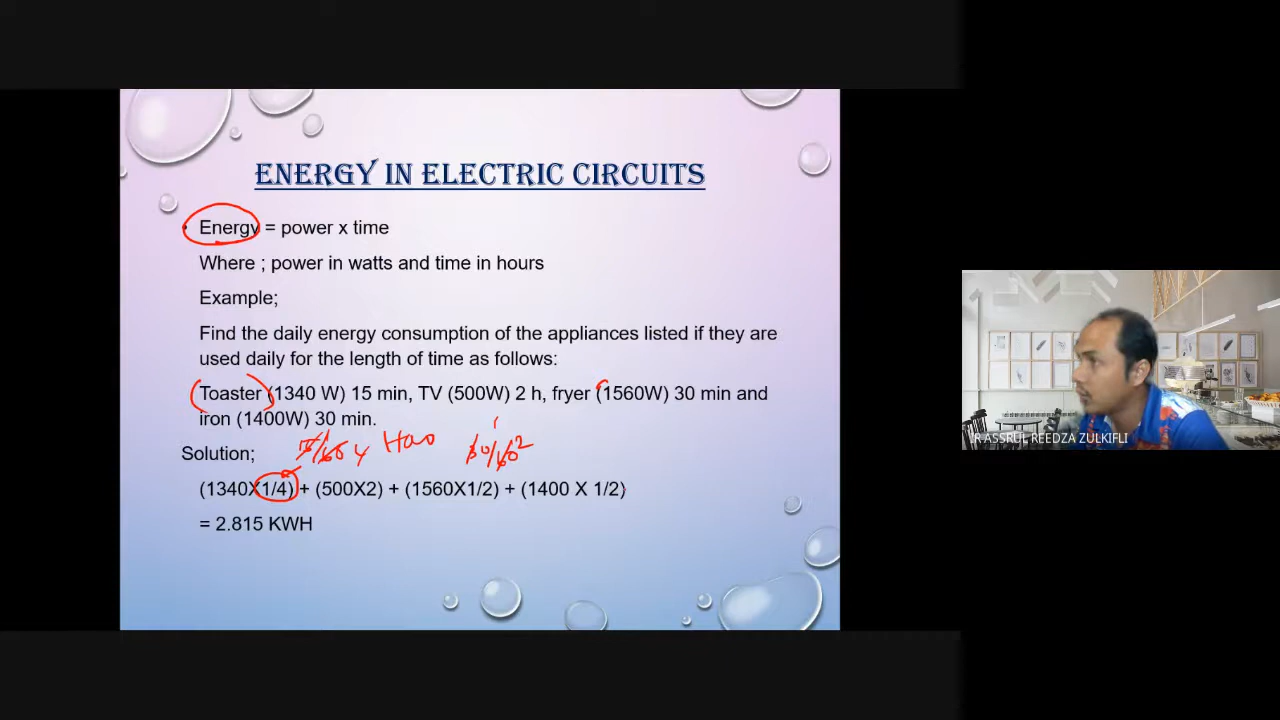 ENERGY IN ELECTRIC CIRCUITS
• Energy = power x time
Where ; power in watts and time in hours
Example;
Find the daily energy consumption of the appliances listed if they are
used daily for the length of time as follows:
Toaster (1340 W) 15 min, TV (500W) 2 h, fryer (1560W) 30 min and
iron (1400W) 30 min.
Solution;
(1340X1/4) + (500X2) + (1560X1/2) + (1400 X 1/2)
= 2.815 KWH
R ASSRUL REEDZA ZULKIFLI